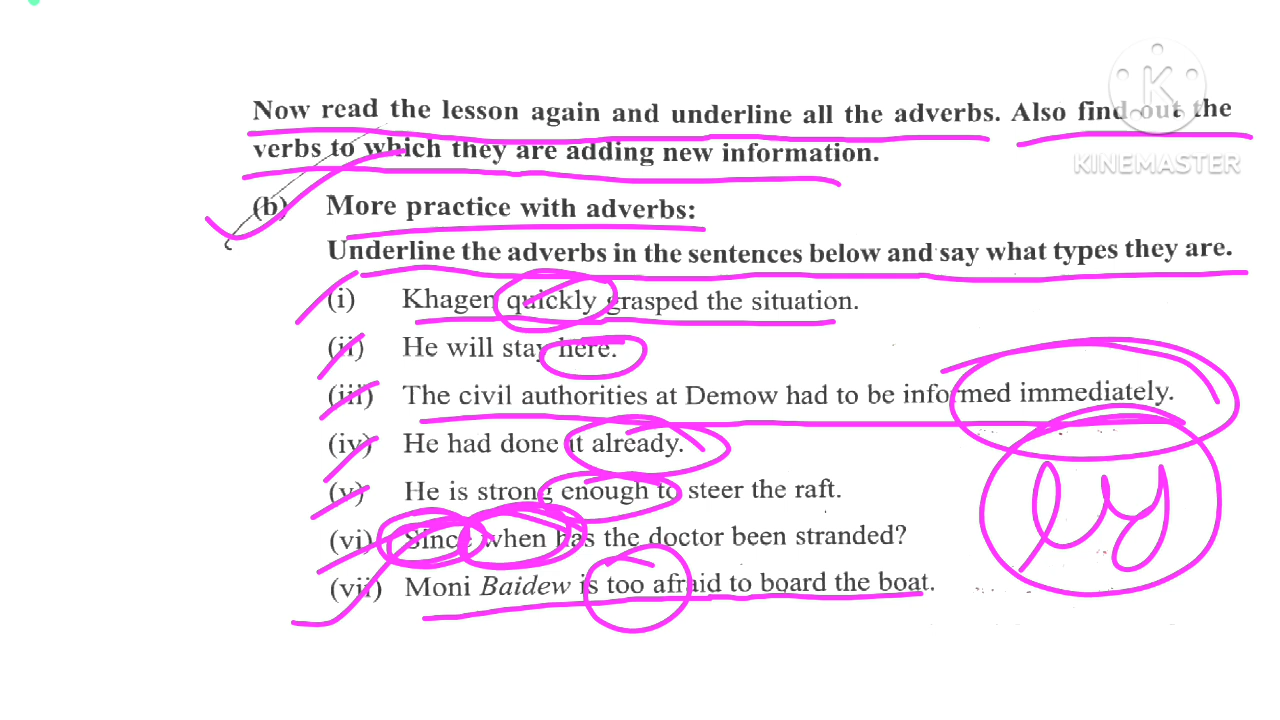 Now read the lesson again and underline all the adverbs. Also find out the
verbs to which they are adding new information.
(b) More practice with adverbs:
Underline the adverbs in the sentences below and say what types they are.
(i) Khagen quickly grasped the situation.
(ii) He will stay here.
(iii) The civil authorities at Demow had to be informed immediately.
(iv) He had done it already.
(v) He is strong enough to steer the raft.
(vi) Since when has the doctor been stranded?
(vii) Moni Baidew is too afraid to board the boat.
ly
K
KINEMASTER